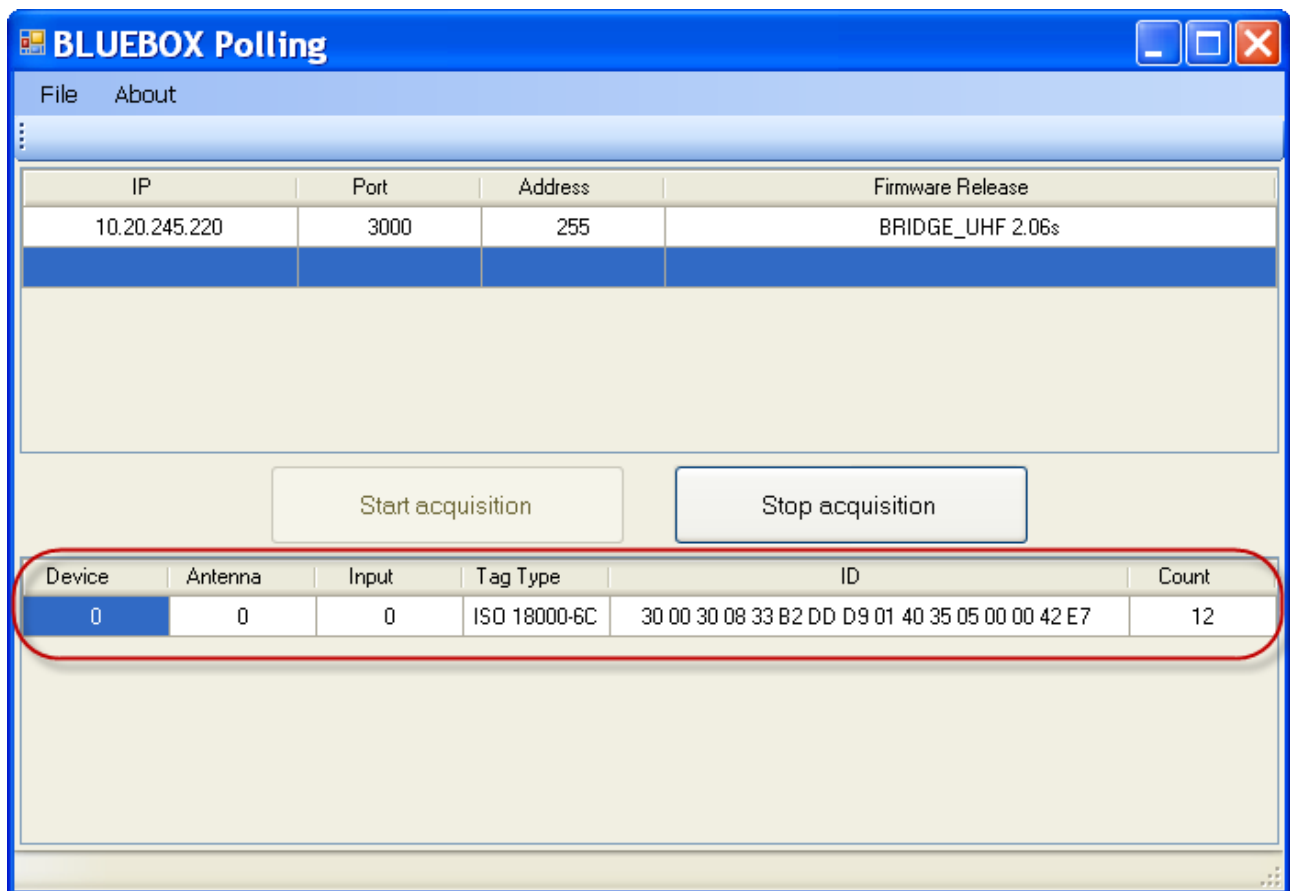 BLUEBOX Polling
File About
IP Port Address Firmware Release
10.20.245.220 3000 255 BRIDGE_UHF 2.06s
Start acquisition Stop acquisition
Device Antenna Input Tag Type ID Count
0 0 0 ISO 18000-6C 30 00 30 08 33 B2 DD D9 01 40 35 05 00 00 42 E7 12